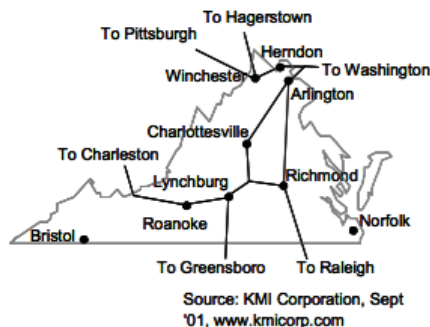 To Hagerstown
To Pittsburgh
Herndon
To Washington
Winchester
Arlington
Charlottesville
To Charleston
Lynchburg
Richmond
Roanoke
Norfolk
Bristol
To Greensboro
To Raleigh
Source: KMI Corporation, Sept
'01, www.kmicorp.com